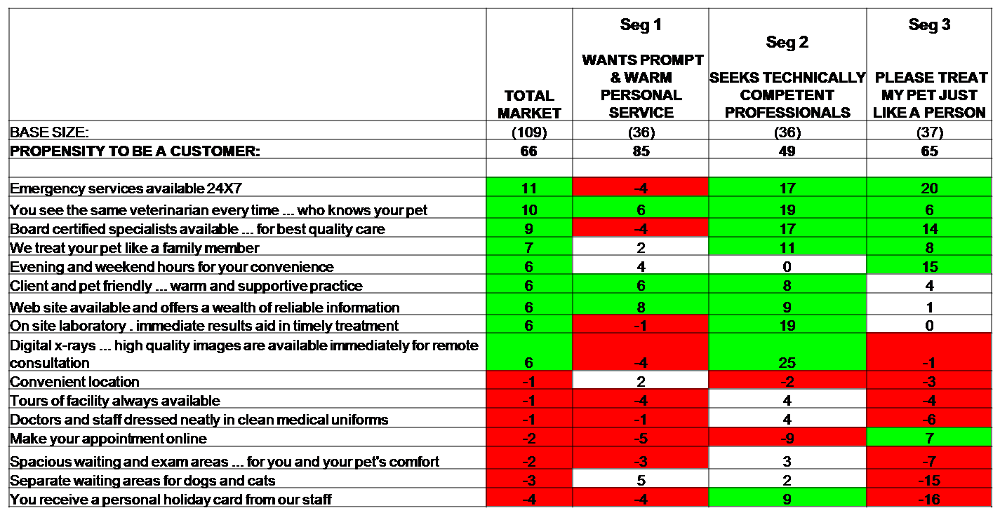 Seg 1
Seg 2
Seg 3
TOTAL MARKET
WANTS PROMPT & WARM PERSONAL SERVICE
SEEKS TECHNICALLY COMPETENT PROFESSIONALS
PLEASE TREAT MY PET JUST LIKE A PERSON
BASE SIZE: (109) (36) (36) (37)
PROPENSITY TO BE A CUSTOMER: 66 85 49 65
Emergency services available 24X7 11 -4 17 20
You see the same veterinarian every time ... who knows your pet 10 6 19 6
Board certified specialists available ... for best quality care 9 -4 17 14
We treat your pet like a family member 7 2 11 8
Evening and weekend hours for your convenience 6 4 0 15
Client and pet friendly ... warm and supportive practice 6 6 8 4
Web site available and offers a wealth of reliable information 6 8 9 1
On site laboratory . immediate results aid in timely treatment 6 -1 19 0
Digital x-rays ... high quality images are available immediately for remote
consultation 6 -4 25 -1
Convenient location -1 2 -2 -3
Tours of facility always available -1 -4 4 -4
Doctors and staff dressed neatly in clean medical uniforms -1 -1 4 -6
Make your appointment online -2 -5 -9 7
Spacious waiting and exam areas ... for you and your pet's comfort -2 -3 3 -7
Separate waiting areas for dogs and cats -3 5 2 -15
You receive a personal holiday card from our staff -4 -4 9 -16